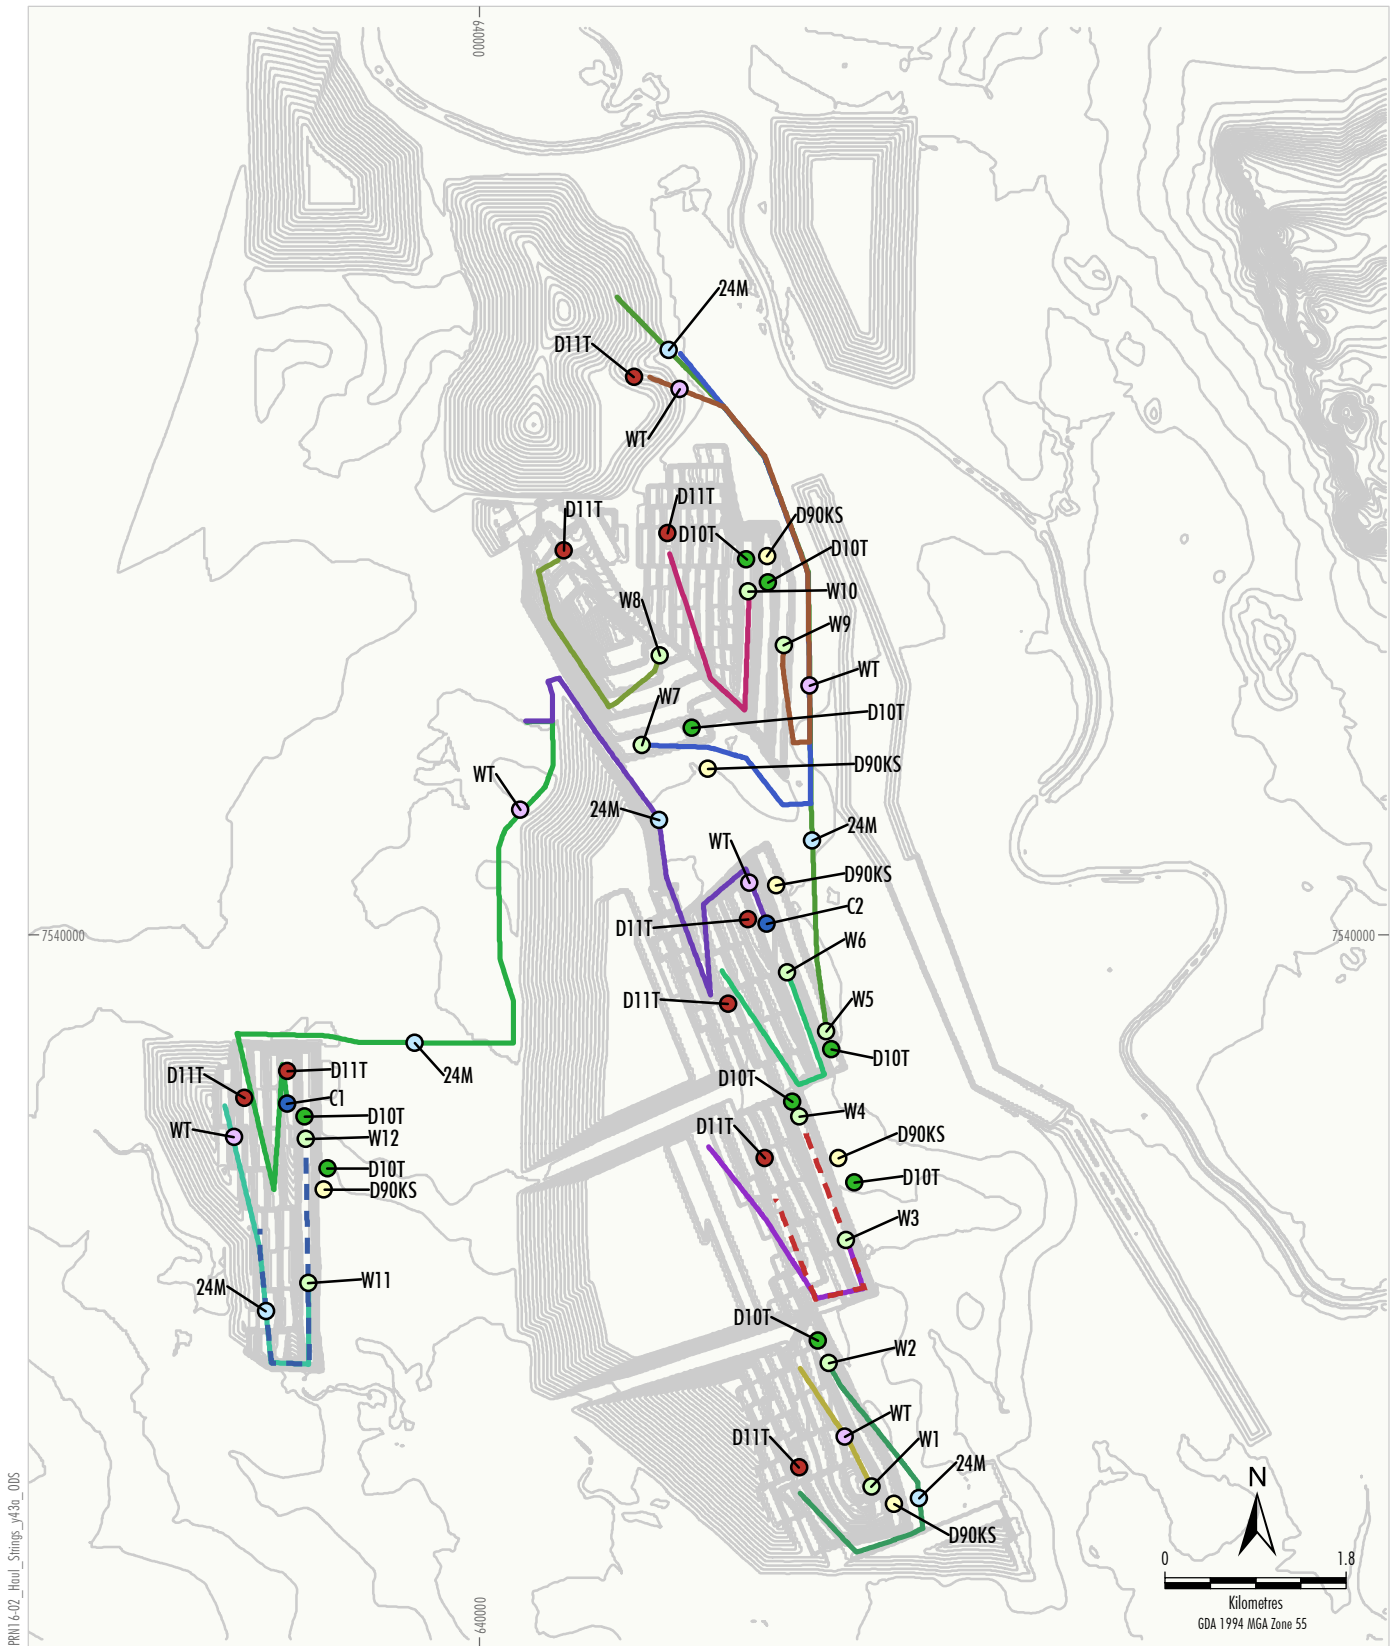 640000
24M
D11T
WT
D11T
D11T
D90KS
D10T
D10T
W10
W8
W9
WT
W7
D10T
D90KS
WT
24M
24M
WT
D90KS
C2
D11T
7540000
7540000
W6
D11T
W5
D10T
24M
D11T
D11T
D10T
C1
D10T
W4
WT
W12
D11T
D90KS
D10T
D10T
D90KS
W3
24M
W11
D10T
W2
WT
D11T
W1
24M
D90KS
N
0
1.8
Kilometres
GDA 1994 MGA Zone 55
640000
PRN16-02_Haul_Strings_y43a_ODS